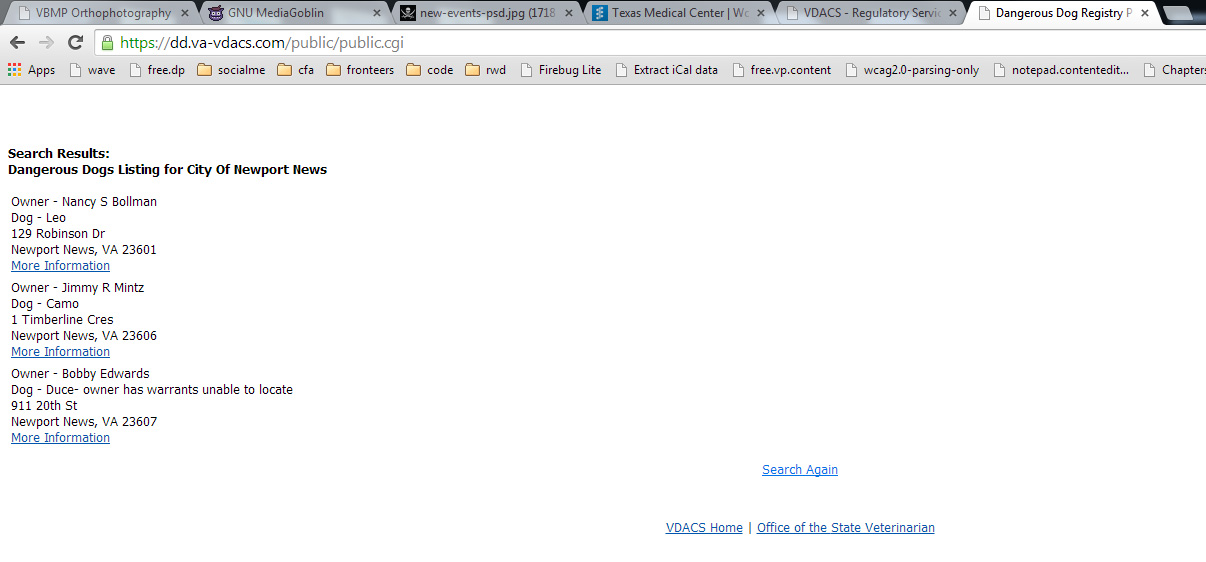 VBMP Orthophotography
GNU MediaGoblin
new-events-psd.jpg (1718
Texas Medical Center | Wo
VDACS - Regulatory Servic
Dangerous Dog Registry P
https://dd.va-vdacs.com/public/public.cgi
Apps
wave
free.dp
socialme
cfa
fronteers
code
rwd
Firebug Lite
Extract iCal data
free.vp.content
wcag2.0-parsing-only
notepad.contentedit...
Chapters
Search Results:
Dangerous Dogs Listing for City Of Newport News
Owner - Nancy S Bollman
Dog - Leo
129 Robinson Dr
Newport News, VA 23601
More Information
Owner - Jimmy R Mintz
Dog - Camo
1 Timberline Cres
Newport News, VA 23606
More Information
Owner - Bobby Edwards
Dog - Duce- owner has warrants unable to locate
911 20th St
Newport News, VA 23607
More Information
Search Again
VDACS Home | Office of the State Veterinarian